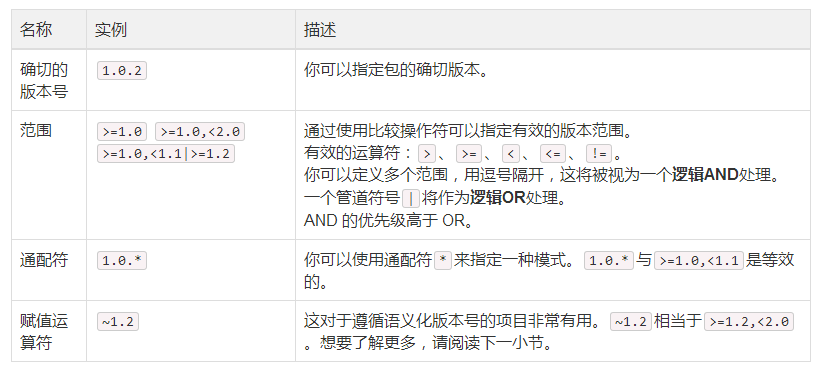 名称 实例 描述
确切的 1.0.2 你可以指定包的确切版本。
版本号
范围 >=1.0 >=1.0,<2.0 通过使用比较操作符可以指定有效的版本范围。
>=1.0,<1.1|>=1.2 有效的运算符：>、>=、<、<=、!=。
你可以定义多个范围，用逗号隔开，这将被视为一个逻辑AND处理。
一个管道符号|将作为逻辑OR处理。
AND 的优先级高于 OR。
通配符 1.0.* 你可以使用通配符*来指定一种模式。1.0.*与>=1.0,<1.1是等效
的。
赋值运 ~1.2 这对于遵循语义化版本号的项目非常有用。~1.2相当于>=1.2,<2.0
算符 。想要了解更多，请阅读下一小节。